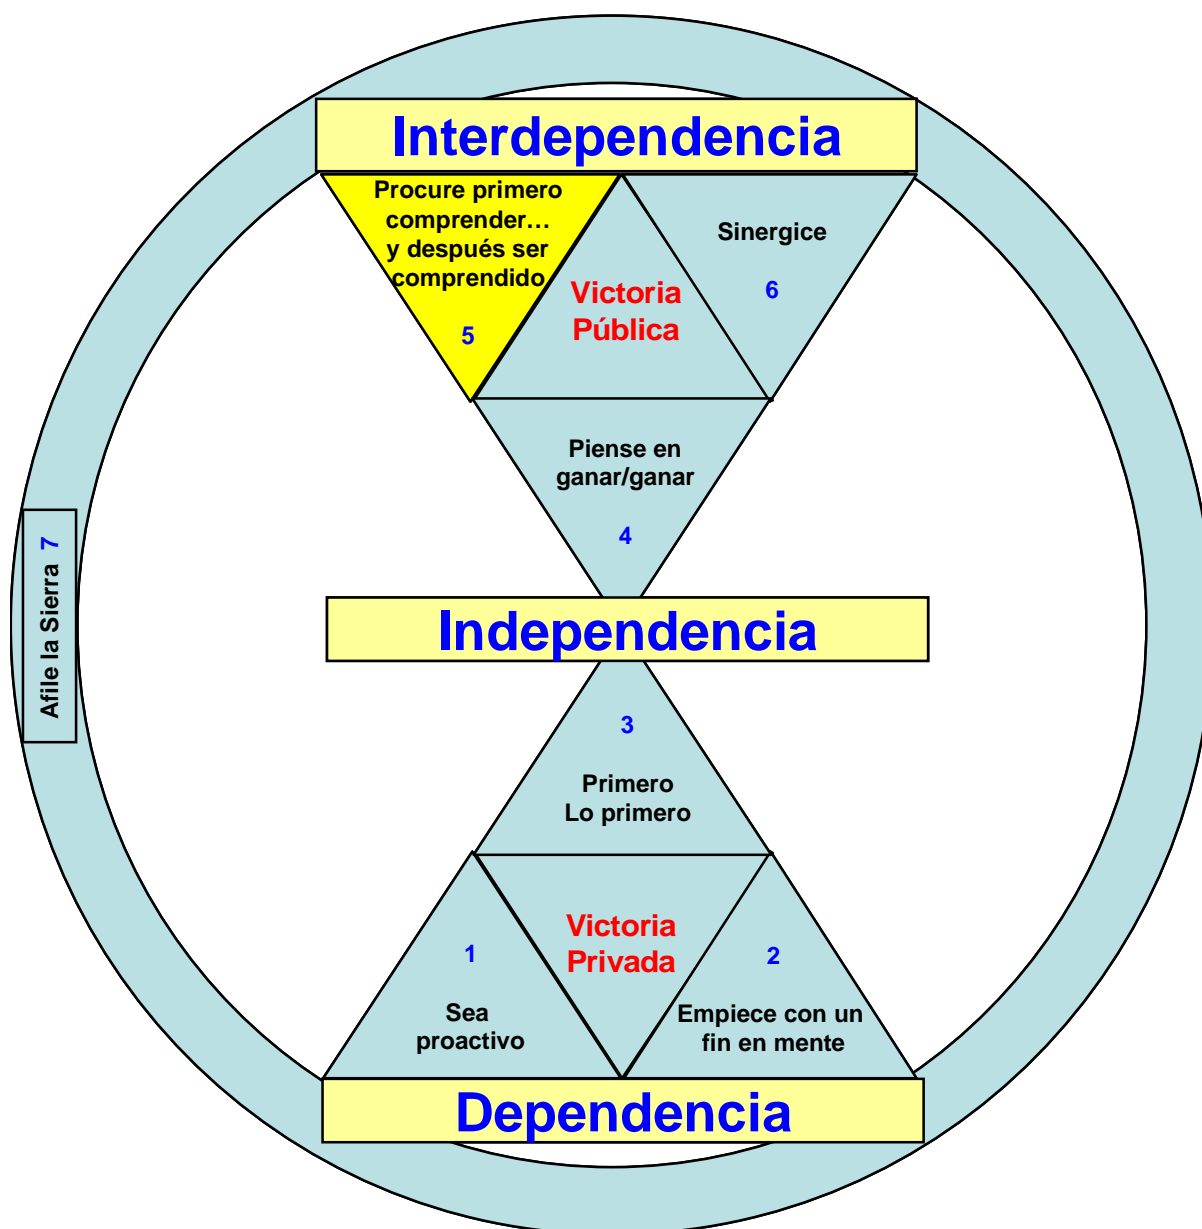 Interdependencia
Procure primero
comprender…
y después ser
comprendido
5
Victoria
Pública
Sinergice
6
Piense en
ganar/ganar
4
Afile la Sierra 7
Independencia
3
Primero
Lo primero
1
Sea
proactivo
Victoria
Privada
2
Empiece con un
fin en mente
Dependencia